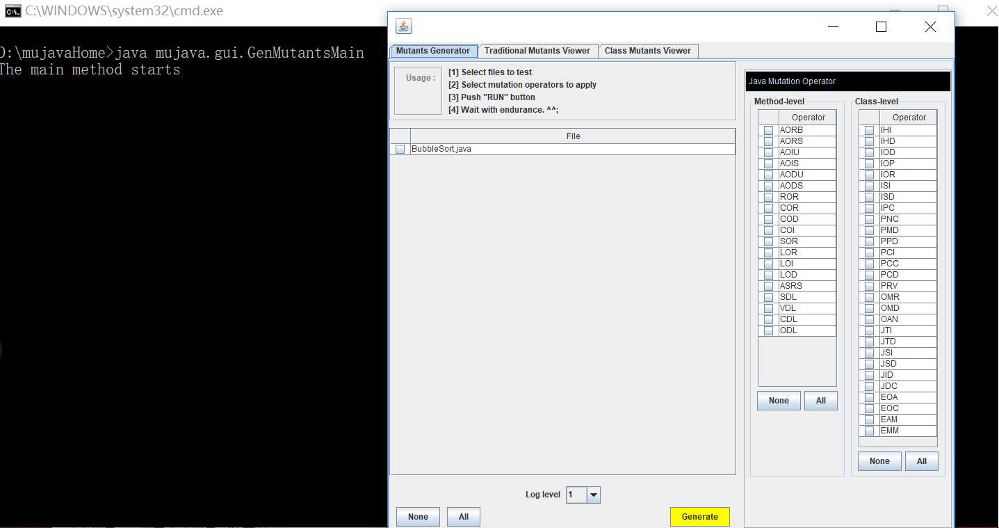 C:\WINDOWS\system32\cmd.exe
D:\mujavaHome>java mujava.gui.GenMutantsMain
The main method starts
Mutants Generator
Traditional Mutants Viewer
Class Mutants Viewer
Usage :
[1] Select files to test
[2] Select mutation operators to apply
[3] Push "RUN" button
[4] Wait with endurance. ^^;
File
BubbleSort.java
Log level 1
None
All
Generate
Java Mutation Operator
Method-level
Operator
AORB
AORS
AOIU
AOIS
AODU
AODS
ROR
COR
COD
COI
SOR
LOR
LOI
LOD
ASRS
SDL
VDL
CDL
ODL
None
All
Class-level
Operator
IHI
IHD
IOD
IOP
IOR
ISI
ISD
IPC
PNC
PMD
PPD
PCI
PCC
PCD
PRV
OMR
OMD
OAN
JTI
JTD
JSI
JSD
JID
JDC
EOA
EOC
EAM
EMM
None
All